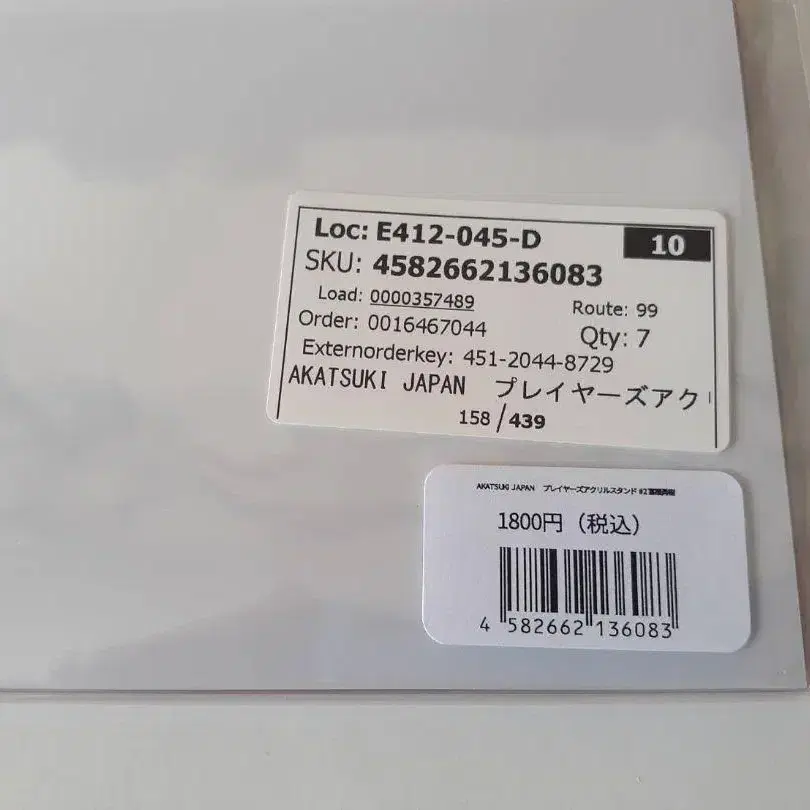 Loc: E412-045-D
10
SKU: 4582662136083
Load: 0000357489
Route: 99
Order: 0016467044
Qty: 7
Externorderkey: 451-2044-8729
AKATSUKI JAPAN プレイヤーズアク
158/439
AKATSUKI JAPAN プレイヤーズアクリルスタンド #2
1800円（税込）
4 582662 136083